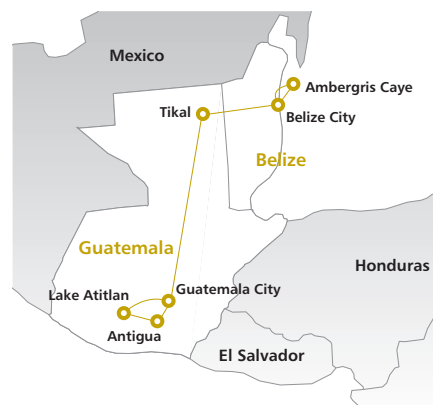 Mexico
Ambergris Caye
Tikal
Belize City
Belize
Guatemala
Honduras
Guatemala City
Lake Atitlan
Antigua
El Salvador